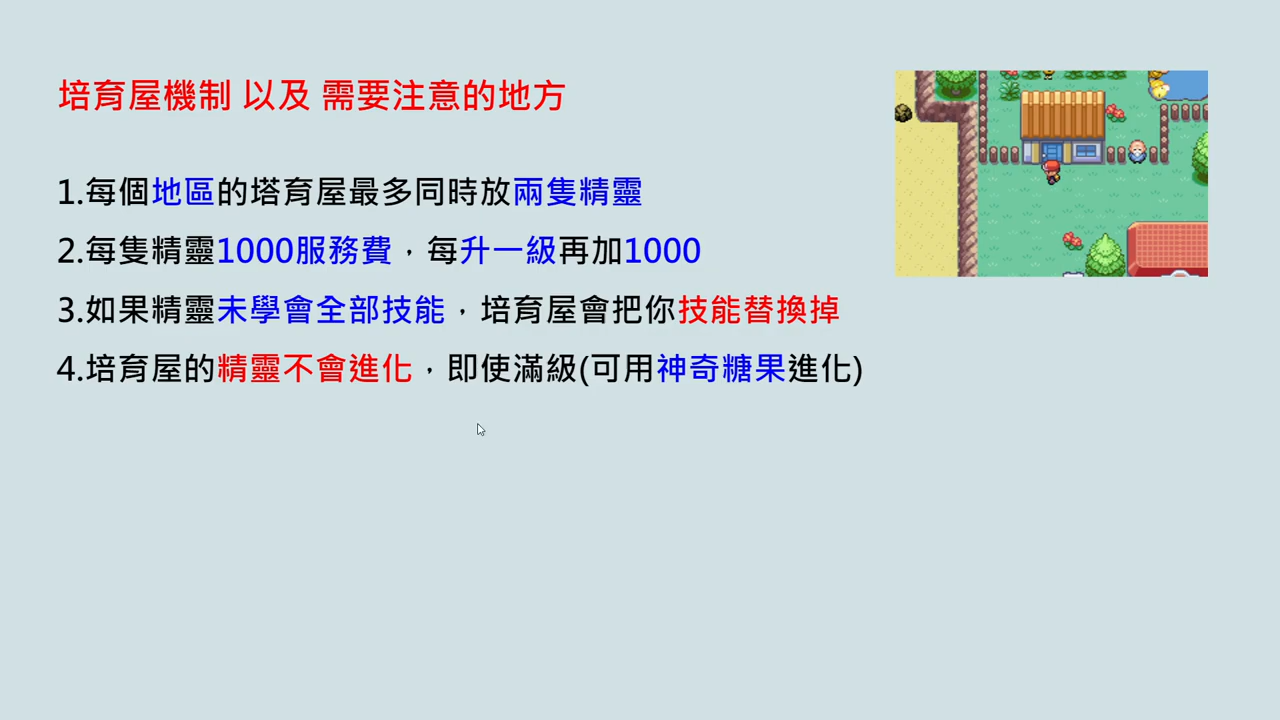 培育屋機制 以及 需要注意的地方
1.每個地區的塔育屋最多同時放兩隻精靈
2.每隻精靈1000服務費，每升一級再加1000
3.如果精靈未學會全部技能，培育屋會把你技能替換掉
4.培育屋的精靈不會進化，即使滿級(可用神奇糖果進化)